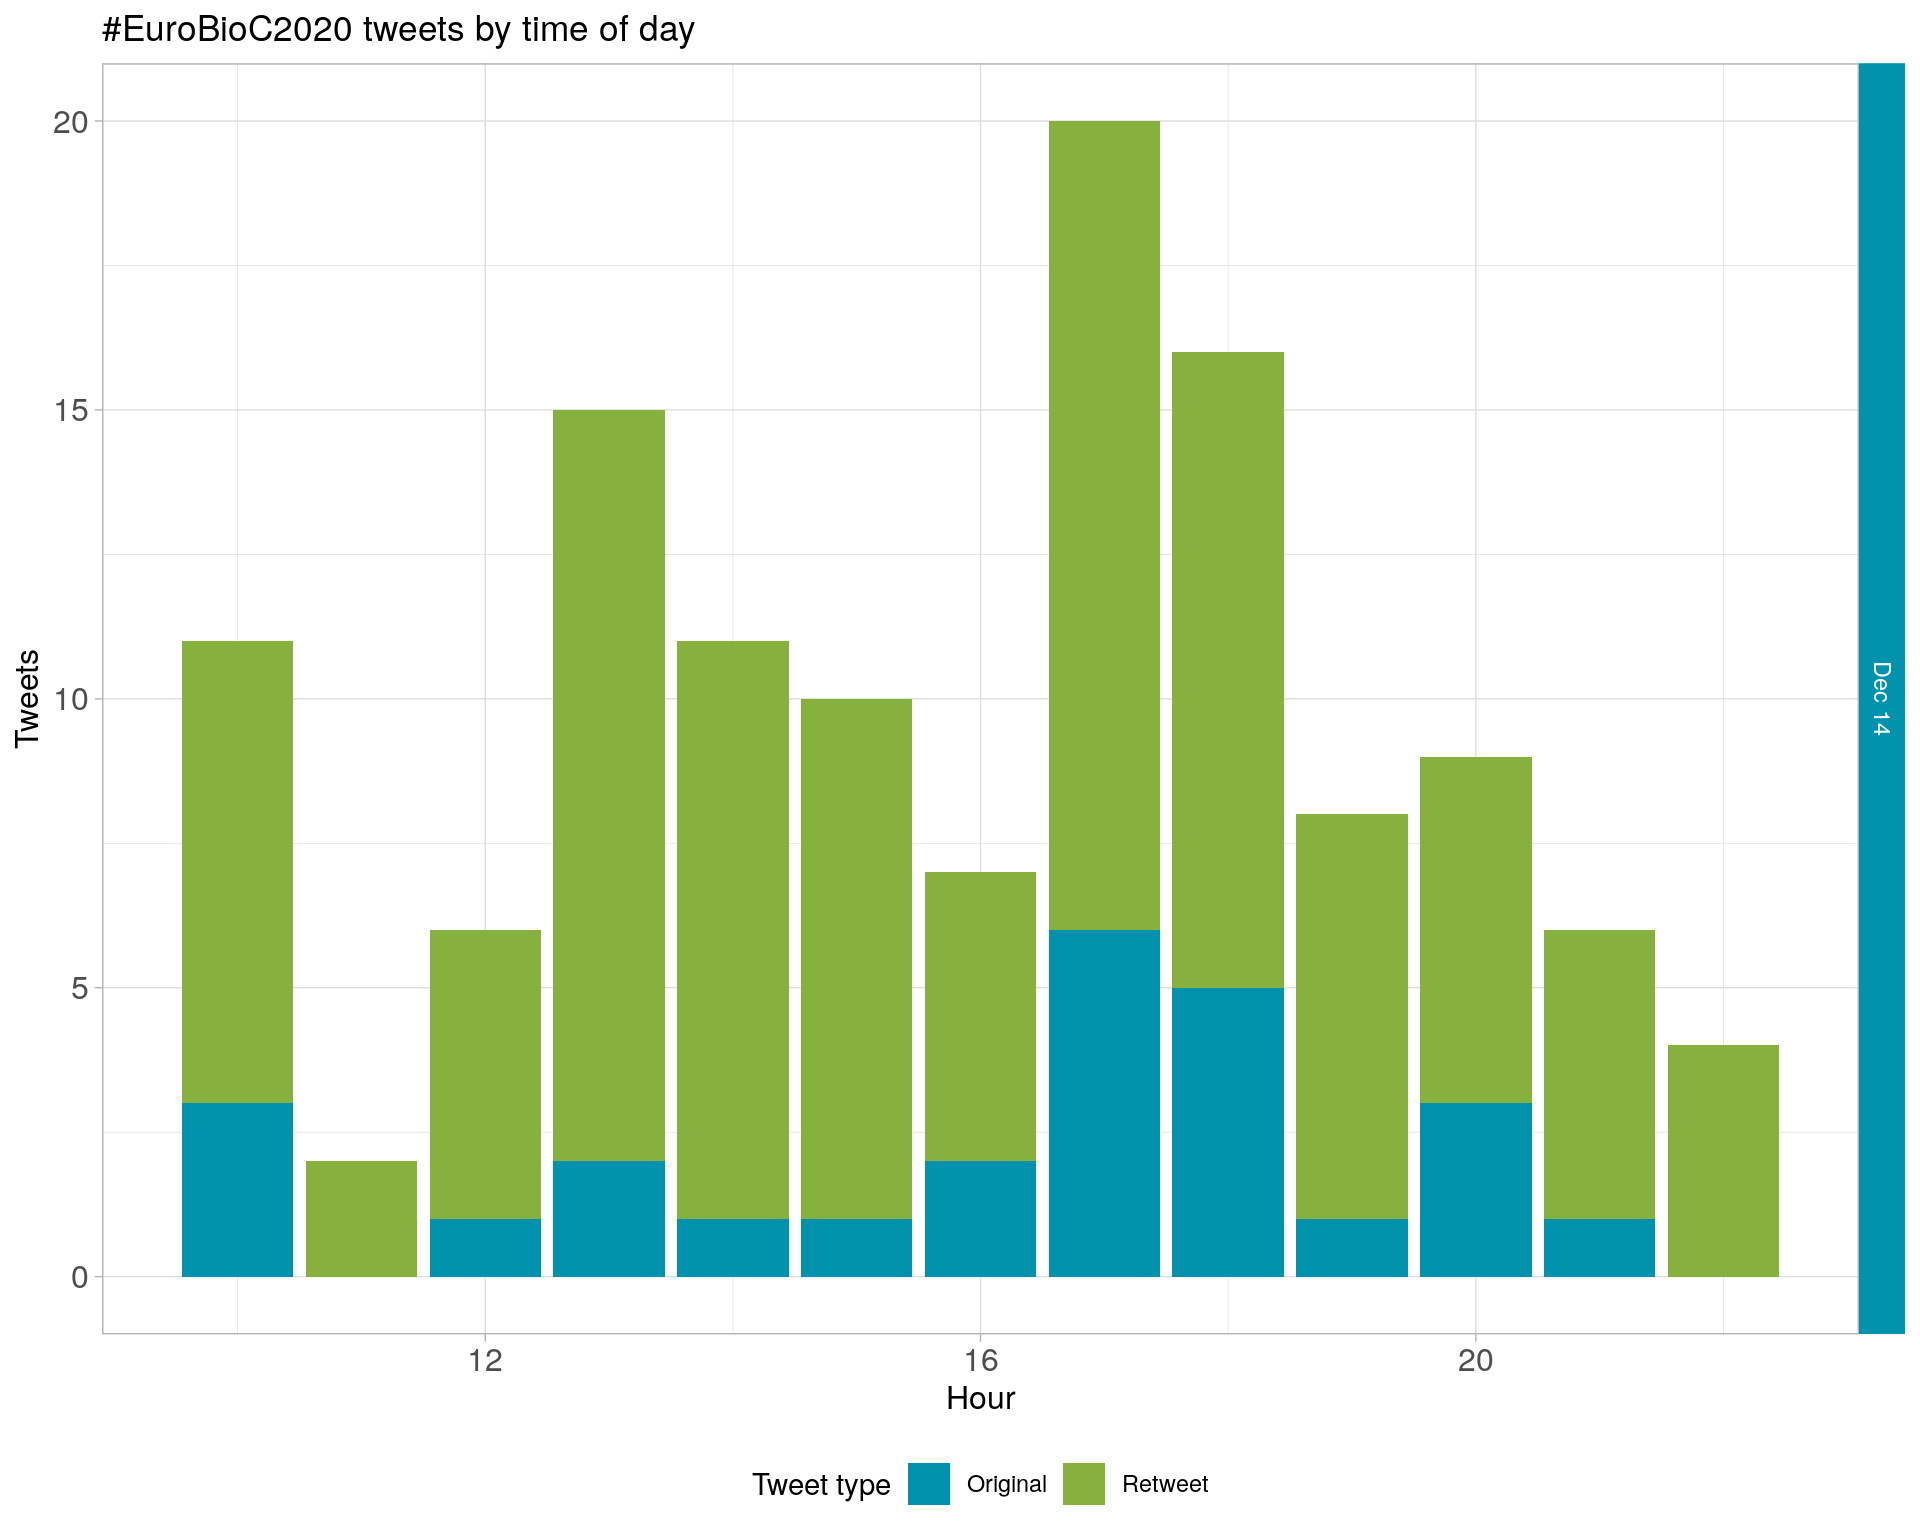 #EuroBioC2020 tweets by time of day
20
15
10
5
0
Tweets
Dec 14
12 16 20
Hour
Tweet type Original Retweet